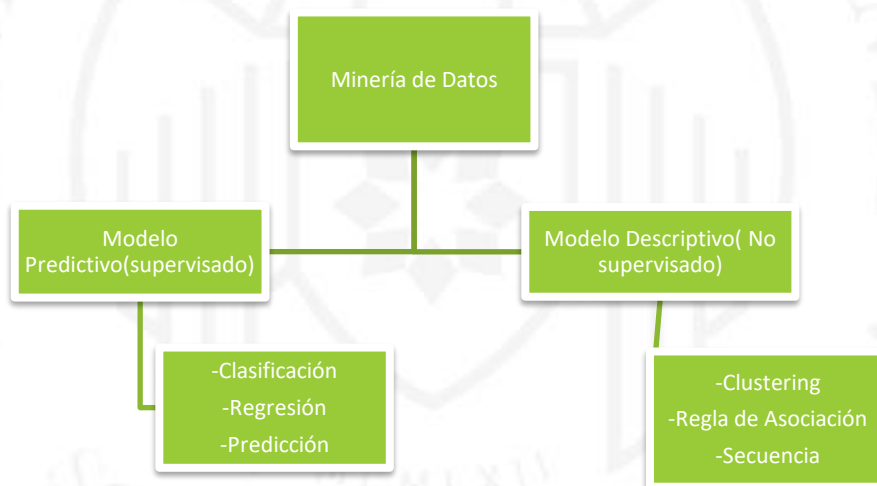 Minería de Datos
Modelo
Predictivo(supervisado)
Modelo Descriptivo( No
supervisado)
-Clasificación
-Regresión
-Predicción
-Clustering
-Regla de Asociación
-Secuencia